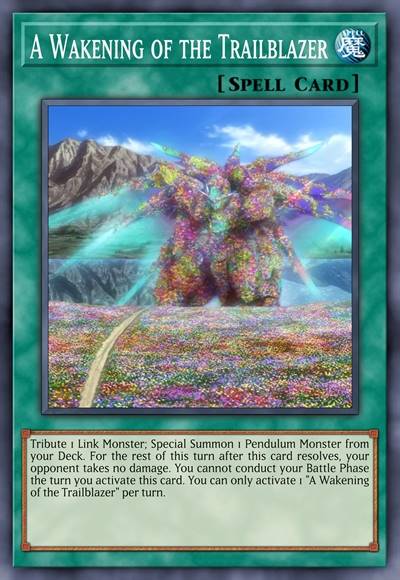 A Wakening of the Trailblazer
魔
[Spell Card]
Tribute 1 Link Monster; Special Summon 1 Pendulum Monster from
your Deck. For the rest of this turn after this card resolves, your
opponent takes no damage. You cannot conduct your Battle Phase
the turn you activate this card. You can only activate 1 "A Wakening
of the Trailblazer" per turn.